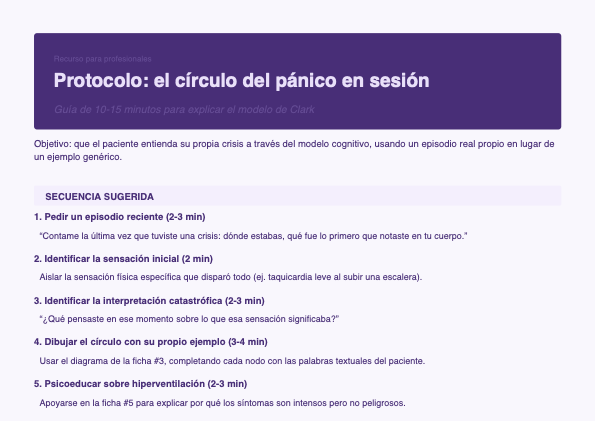 Recurso para profesionales
Protocolo: el círculo del pánico en sesión
Guía de 10-15 minutos para explicar el modelo de Clark
Objetivo: que el paciente entienda su propia crisis a través del modelo cognitivo, usando un episodio real propio en lugar de
un ejemplo genérico.
SECUENCIA SUGERIDA
1. Pedir un episodio reciente (2-3 min)
“Contame la última vez que tuviste una crisis: dónde estabas, qué fue lo primero que notaste en tu cuerpo.”
2. Identificar la sensación inicial (2 min)
Aislar la sensación física específica que disparó todo (ej. taquicardia leve al subir una escalera).
3. Identificar la interpretación catastrófica (2-3 min)
“¿Qué pensaste en ese momento sobre lo que esa sensación significaba?”
4. Dibujar el círculo con su propio ejemplo (3-4 min)
Usar el diagrama de la ficha #3, completando cada nodo con las palabras textuales del paciente.
5. Psicoeducar sobre hiperventilación (2-3 min)
Apoyarse en la ficha #5 para explicar por qué los síntomas son intensos pero no peligrosos.